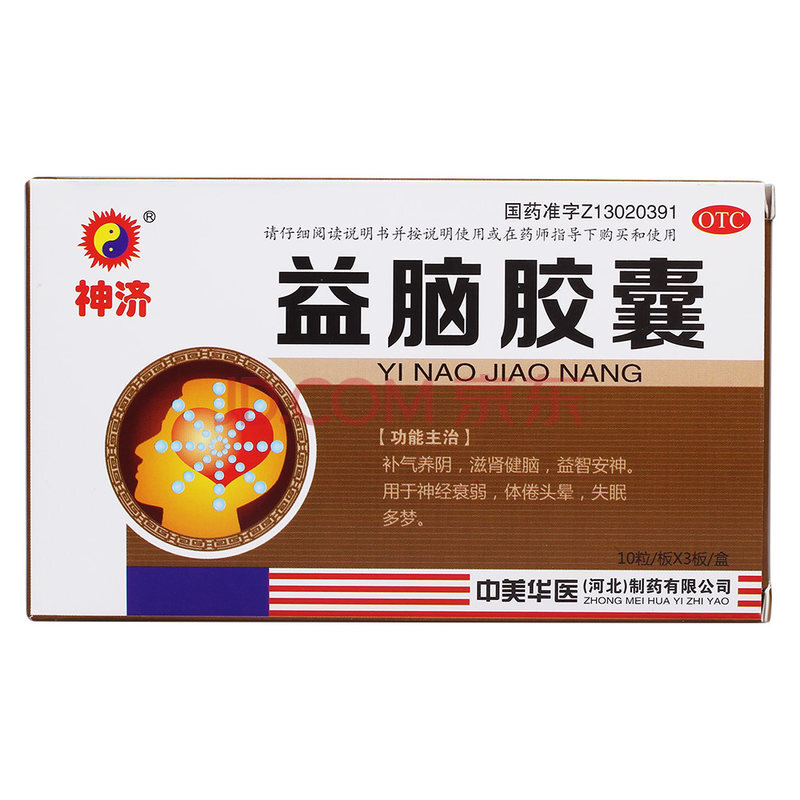 国药准字Z13020391
OTC
请仔细阅读说明书并按说明使用或在药师指导下购买和使用
®
神济
益脑胶囊
YI NAO JIAO NANG
JD.COM 京东
【功能主治】
补气养阴，滋肾健脑，益智安神。
用于神经衰弱，体倦头晕，失眠
多梦。
10粒/板X3板/盒
中美华医(河北)制药有限公司
ZHONG MEI HUA YI ZHI YAO